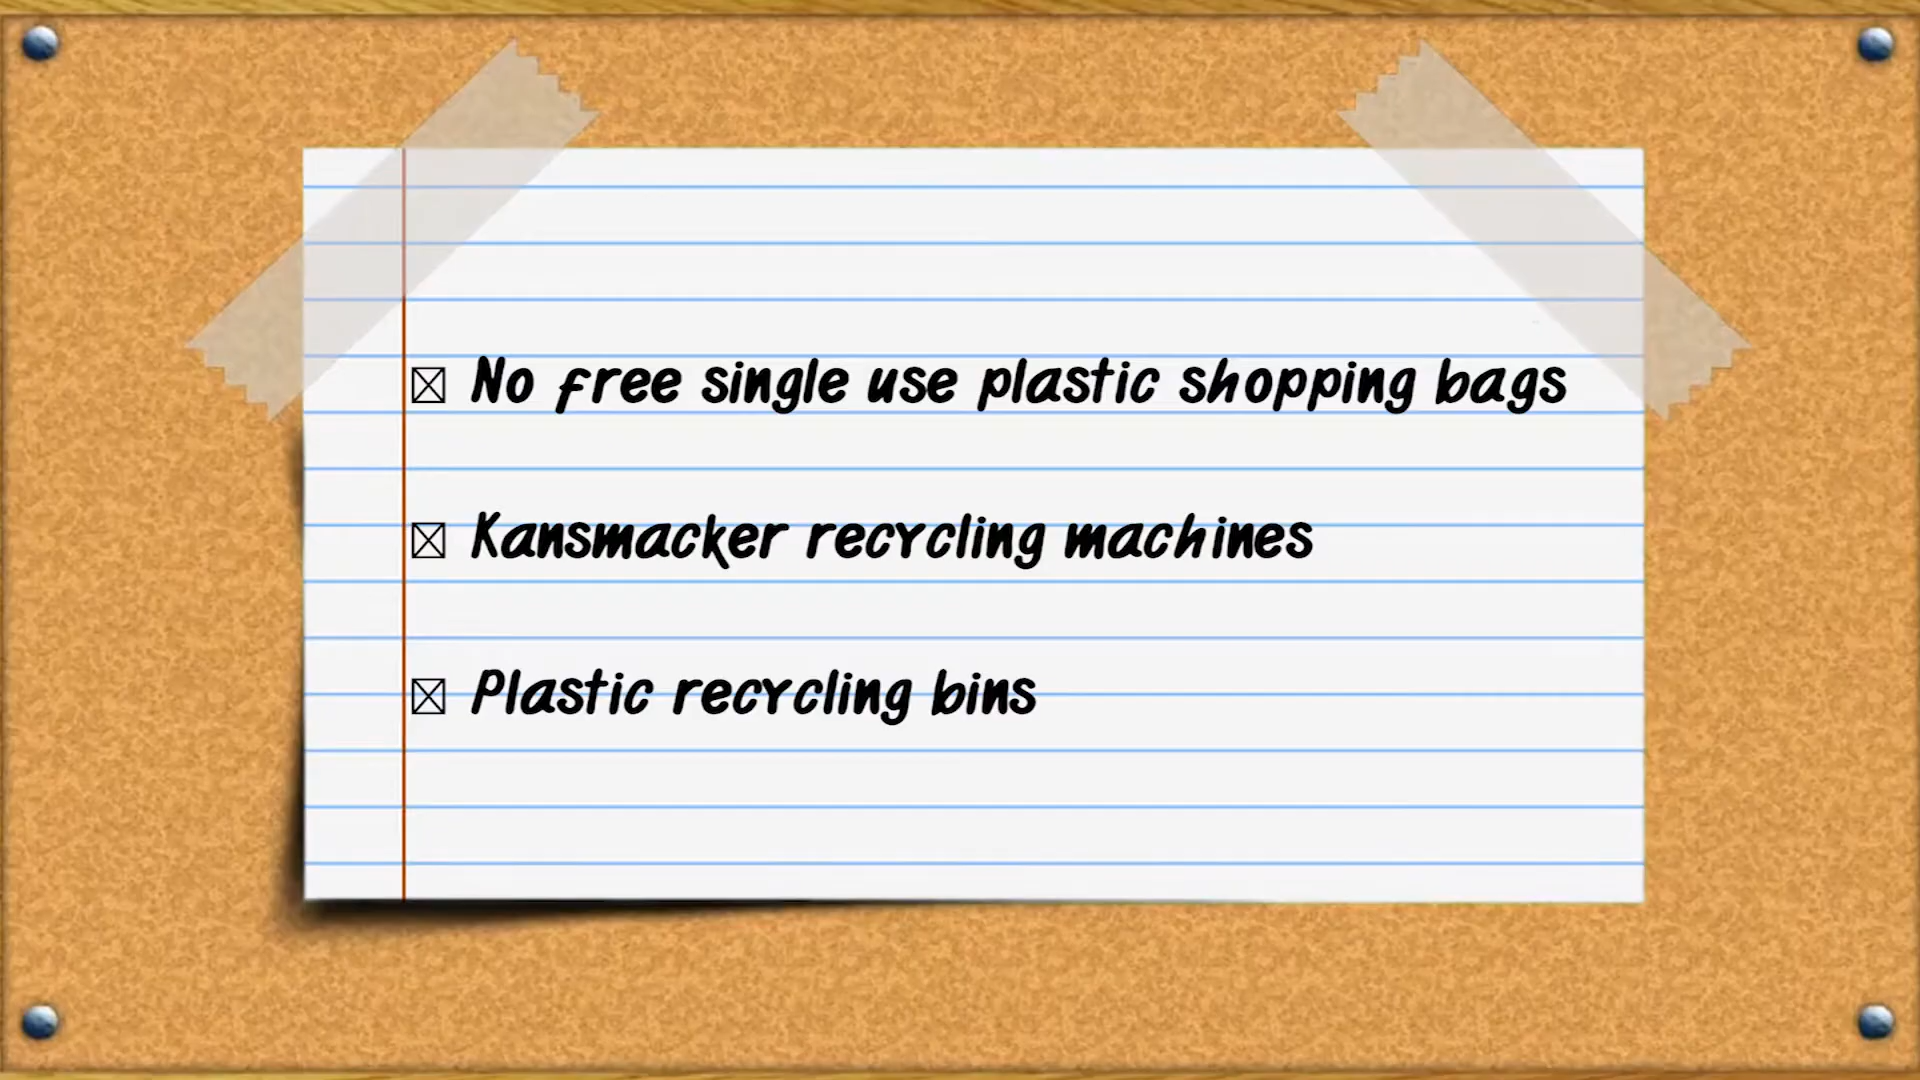 ☒ No free single use plastic shopping bags
☒ Kansmacker recycling machines
☒ Plastic recycling bins